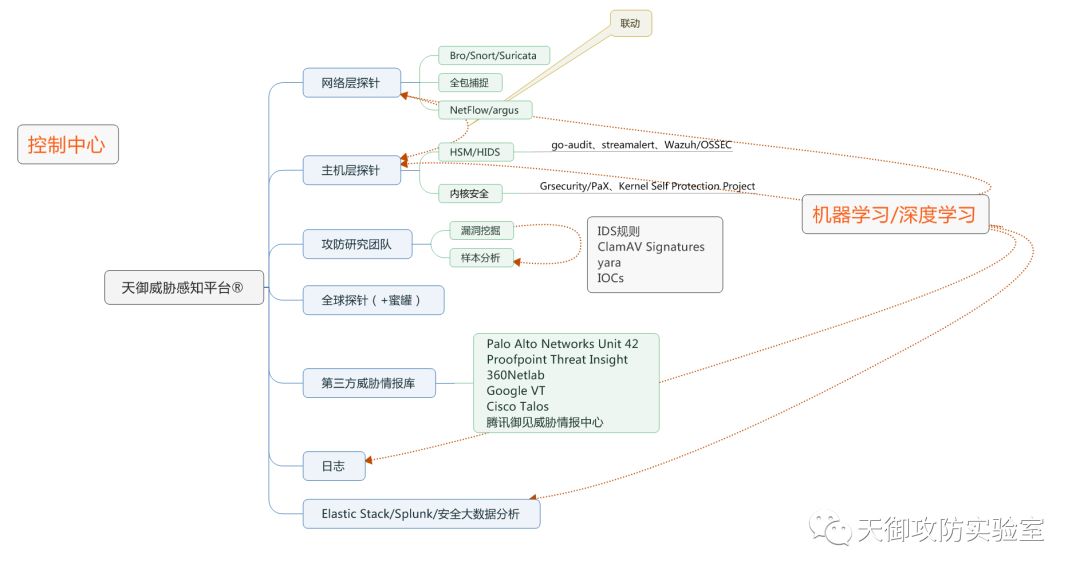 联动
Bro/Snort/Suricata
网络层探针
全包捕捉
NetFlow/argus
控制中心
HSM/HIDS
go-audit、streamalert、Wazuh/OSSEC
主机层探针
内核安全
Grsecurity/PaX、Kernel Self Protection Project
机器学习/深度学习
漏洞挖掘
攻防研究团队
样本分析
IDS规则
ClamAV Signatures
yara
IOCs
天御威胁感知平台®
全球探针（+蜜罐）
Palo Alto Networks Unit 42
Proofpoint Threat Insight
360Netlab
Google VT
Cisco Talos
腾讯御见威胁情报中心
第三方威胁情报库
日志
Elastic Stack/Splunk/安全大数据分析
天御攻防实验室